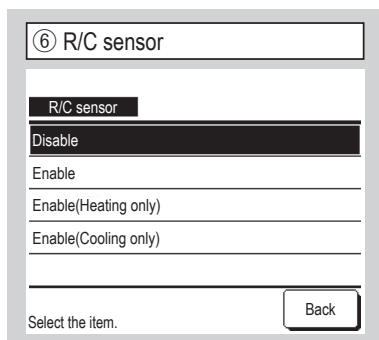 ⑥ R/C sensor
R/C sensor
Disable
Enable
Enable(Heating only)
Enable(Cooling only)
Select the item.
Back